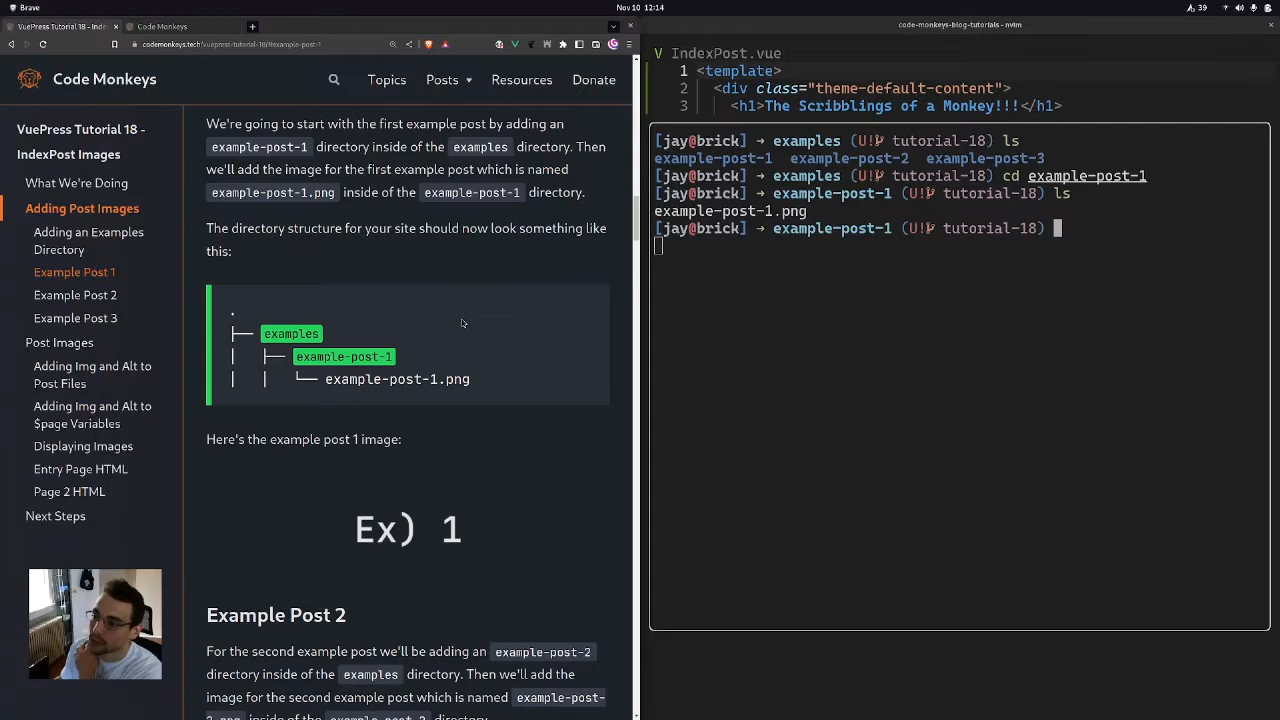 Brave
Nov 10 12:14
39
VuePress Tutorial 18 - Inde
Code Monkeys
code-monkeys-blog-tutorials - nvim
codemonkeys.tech/vuepress-tutorial-18/#example-post-1
Code Monkeys
Topics
Posts
Resources
Donate
VuePress Tutorial 18 -
IndexPost Images
What We're Doing
Adding Post Images
Adding an Examples
Directory
Example Post 1
Example Post 2
Example Post 3
Post Images
Adding Img and Alt to
Post Files
Adding Img and Alt to
$page Variables
Displaying Images
Entry Page HTML
Page 2 HTML
Next Steps
We're going to start with the first example post by adding an
example-post-1 directory inside of the examples directory. Then
we'll add the image for the first example post which is named
example-post-1.png inside of the example-post-1 directory.
The directory structure for your site should now look something like
this:
.
├── examples
│ ├── example-post-1
│ │ └── example-post-1.png
Here's the example post 1 image:
Ex) 1
Example Post 2
For the second example post we'll be adding an example-post-2
directory inside of the examples directory. Then we'll add the
image for the second example post which is named example-post-
2.png inside of the example-post-2 directory.
V IndexPost.vue
1 <template>
2 <div class="theme-default-content">
3 <h1>The Scribblings of a Monkey!!!</h1>
[jay@brick] → examples (U! tutorial-18) ls
example-post-1 example-post-2 example-post-3
[jay@brick] → examples (U! tutorial-18) cd example-post-1
[jay@brick] → example-post-1 (U! tutorial-18) ls
example-post-1.png
[jay@brick] → example-post-1 (U! tutorial-18)